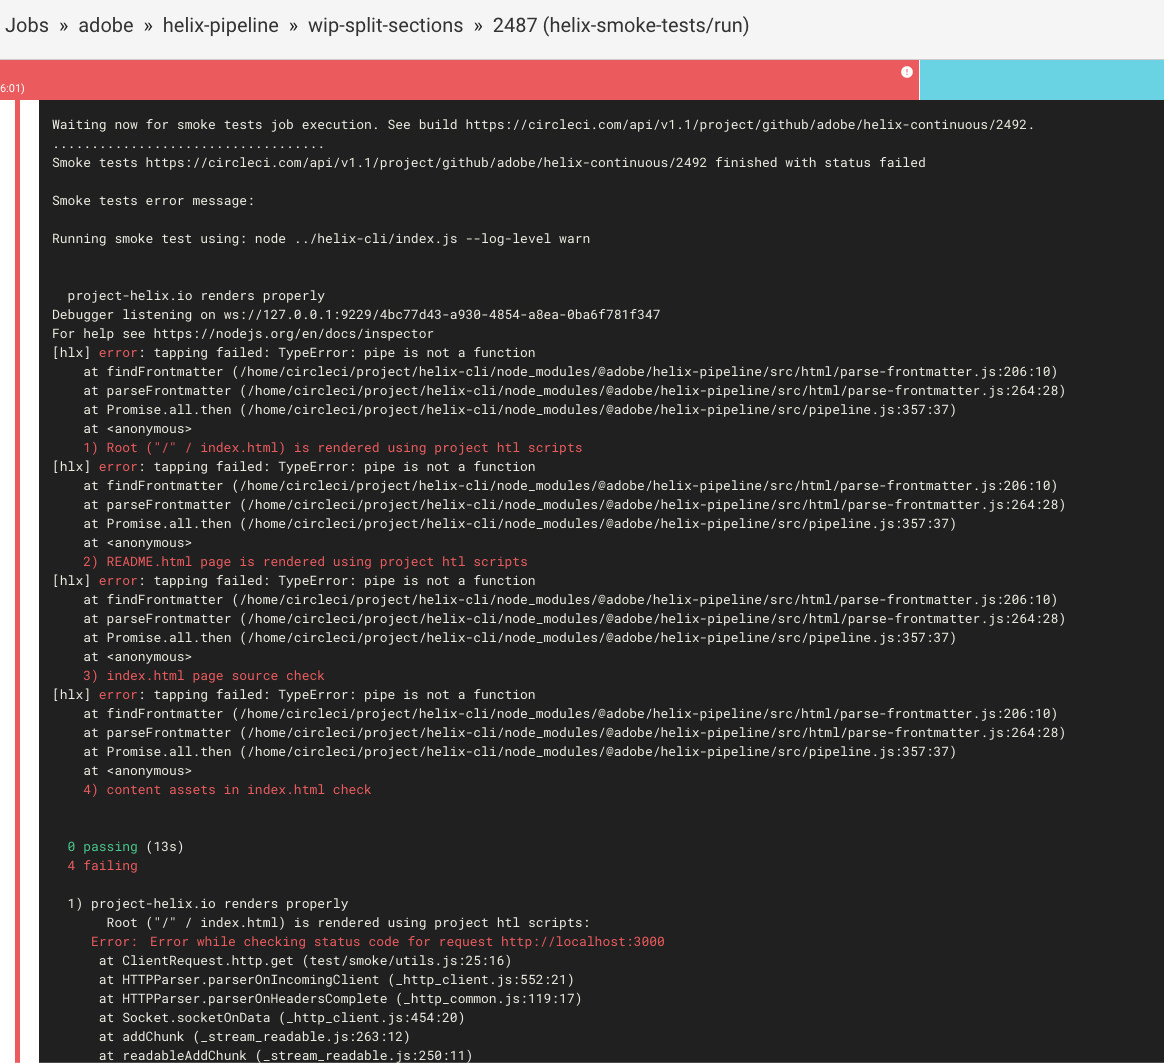 Jobs » adobe » helix-pipeline » wip-split-sections » 2487 (helix-smoke-tests/run)
6:01)
Waiting now for smoke tests job execution. See build https://circleci.com/api/v1.1/project/github/adobe/helix-continuous/2492.
...................................
Smoke tests https://circleci.com/api/v1.1/project/github/adobe/helix-continuous/2492 finished with status failed
Smoke tests error message:
Running smoke test using: node ../helix-cli/index.js --log-level warn
project-helix.io renders properly
Debugger listening on ws://127.0.0.1:9229/4bc77d43-a930-4854-a8ea-0ba6f781f347
For help see https://nodejs.org/en/docs/inspector
[hlx] error: tapping failed: TypeError: pipe is not a function
at findFrontmatter (/home/circleci/project/helix-cli/node_modules/@adobe/helix-pipeline/src/html/parse-frontmatter.js:206:10)
at parseFrontmatter (/home/circleci/project/helix-cli/node_modules/@adobe/helix-pipeline/src/html/parse-frontmatter.js:264:28)
at Promise.all.then (/home/circleci/project/helix-cli/node_modules/@adobe/helix-pipeline/src/pipeline.js:357:37)
at <anonymous>
1) Root ("/" / index.html) is rendered using project htl scripts
[hlx] error: tapping failed: TypeError: pipe is not a function
at findFrontmatter (/home/circleci/project/helix-cli/node_modules/@adobe/helix-pipeline/src/html/parse-frontmatter.js:206:10)
at parseFrontmatter (/home/circleci/project/helix-cli/node_modules/@adobe/helix-pipeline/src/html/parse-frontmatter.js:264:28)
at Promise.all.then (/home/circleci/project/helix-cli/node_modules/@adobe/helix-pipeline/src/pipeline.js:357:37)
at <anonymous>
2) README.html page is rendered using project htl scripts
[hlx] error: tapping failed: TypeError: pipe is not a function
at findFrontmatter (/home/circleci/project/helix-cli/node_modules/@adobe/helix-pipeline/src/html/parse-frontmatter.js:206:10)
at parseFrontmatter (/home/circleci/project/helix-cli/node_modules/@adobe/helix-pipeline/src/html/parse-frontmatter.js:264:28)
at Promise.all.then (/home/circleci/project/helix-cli/node_modules/@adobe/helix-pipeline/src/pipeline.js:357:37)
at <anonymous>
3) index.html page source check
[hlx] error: tapping failed: TypeError: pipe is not a function
at findFrontmatter (/home/circleci/project/helix-cli/node_modules/@adobe/helix-pipeline/src/html/parse-frontmatter.js:206:10)
at parseFrontmatter (/home/circleci/project/helix-cli/node_modules/@adobe/helix-pipeline/src/html/parse-frontmatter.js:264:28)
at Promise.all.then (/home/circleci/project/helix-cli/node_modules/@adobe/helix-pipeline/src/pipeline.js:357:37)
at <anonymous>
4) content assets in index.html check
0 passing (13s)
4 failing
1) project-helix.io renders properly
Root ("/" / index.html) is rendered using project htl scripts:
Error: Error while checking status code for request http://localhost:3000
at ClientRequest.http.get (test/smoke/utils.js:25:16)
at HTTPParser.parserOnIncomingClient (_http_client.js:552:21)
at HTTPParser.parserOnHeadersComplete (_http_common.js:119:17)
at Socket.socketOnData (_http_client.js:454:20)
at addChunk (_stream_readable.js:263:12)
at readableAddChunk (_stream_readable.js:250:11)